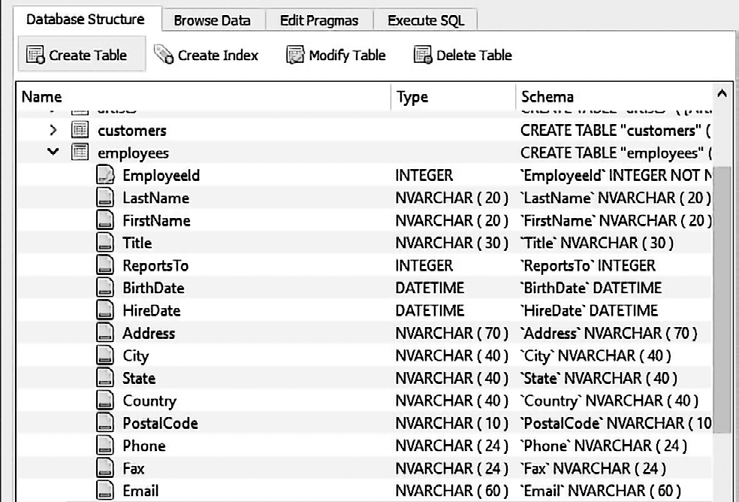 Database Structure Browse Data Edit Pragmas Execute SQL
Create Table Create Index Modify Table Delete Table
Name Type Schema
customers CREATE TABLE "customers" (
employees CREATE TABLE "employees" (
EmployeeId INTEGER `EmployeeId` INTEGER NOT N
LastName NVARCHAR ( 20 ) `LastName` NVARCHAR ( 20 )
FirstName NVARCHAR ( 20 ) `FirstName` NVARCHAR ( 20 )
Title NVARCHAR ( 30 ) `Title` NVARCHAR ( 30 )
ReportsTo INTEGER `ReportsTo` INTEGER
BirthDate DATETIME `BirthDate` DATETIME
HireDate DATETIME `HireDate` DATETIME
Address NVARCHAR ( 70 ) `Address` NVARCHAR ( 70 )
City NVARCHAR ( 40 ) `City` NVARCHAR ( 40 )
State NVARCHAR ( 40 ) `State` NVARCHAR ( 40 )
Country NVARCHAR ( 40 ) `Country` NVARCHAR ( 40 )
PostalCode NVARCHAR ( 10 ) `PostalCode` NVARCHAR ( 10
Phone NVARCHAR ( 24 ) `Phone` NVARCHAR ( 24 )
Fax NVARCHAR ( 24 ) `Fax` NVARCHAR ( 24 )
Email NVARCHAR ( 60 ) `Email` NVARCHAR ( 60 )